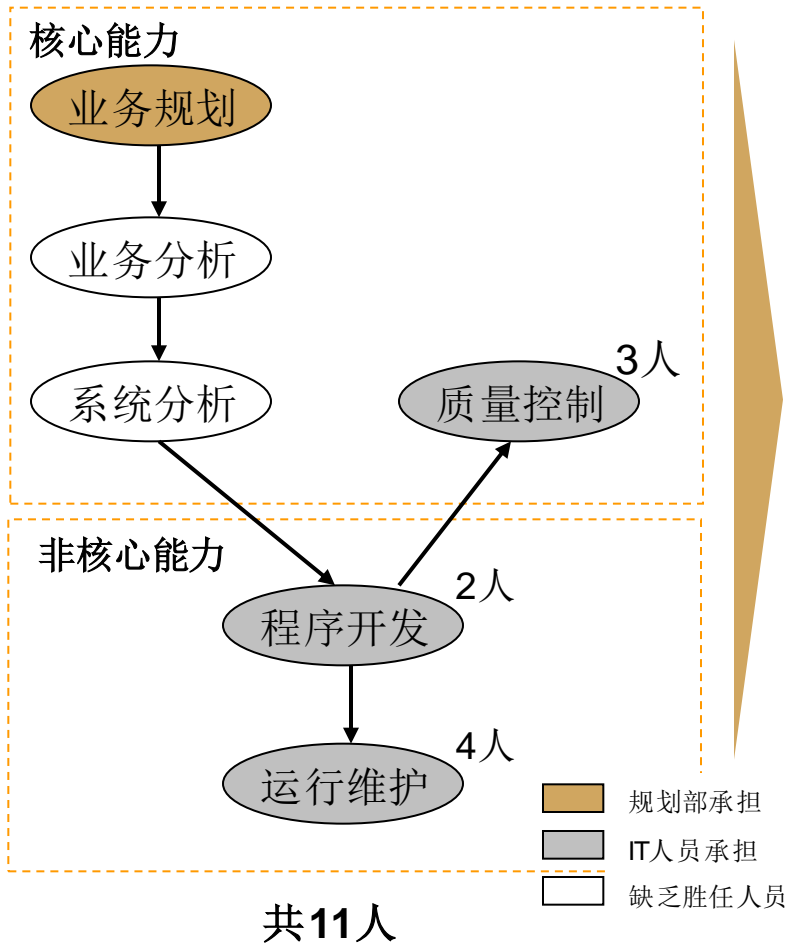 核心能力
业务规划
业务分析
系统分析
3人
质量控制
非核心能力
2人
程序开发
4人
运行维护
规划部承担
IT人员承担
缺乏胜任人员
共11人